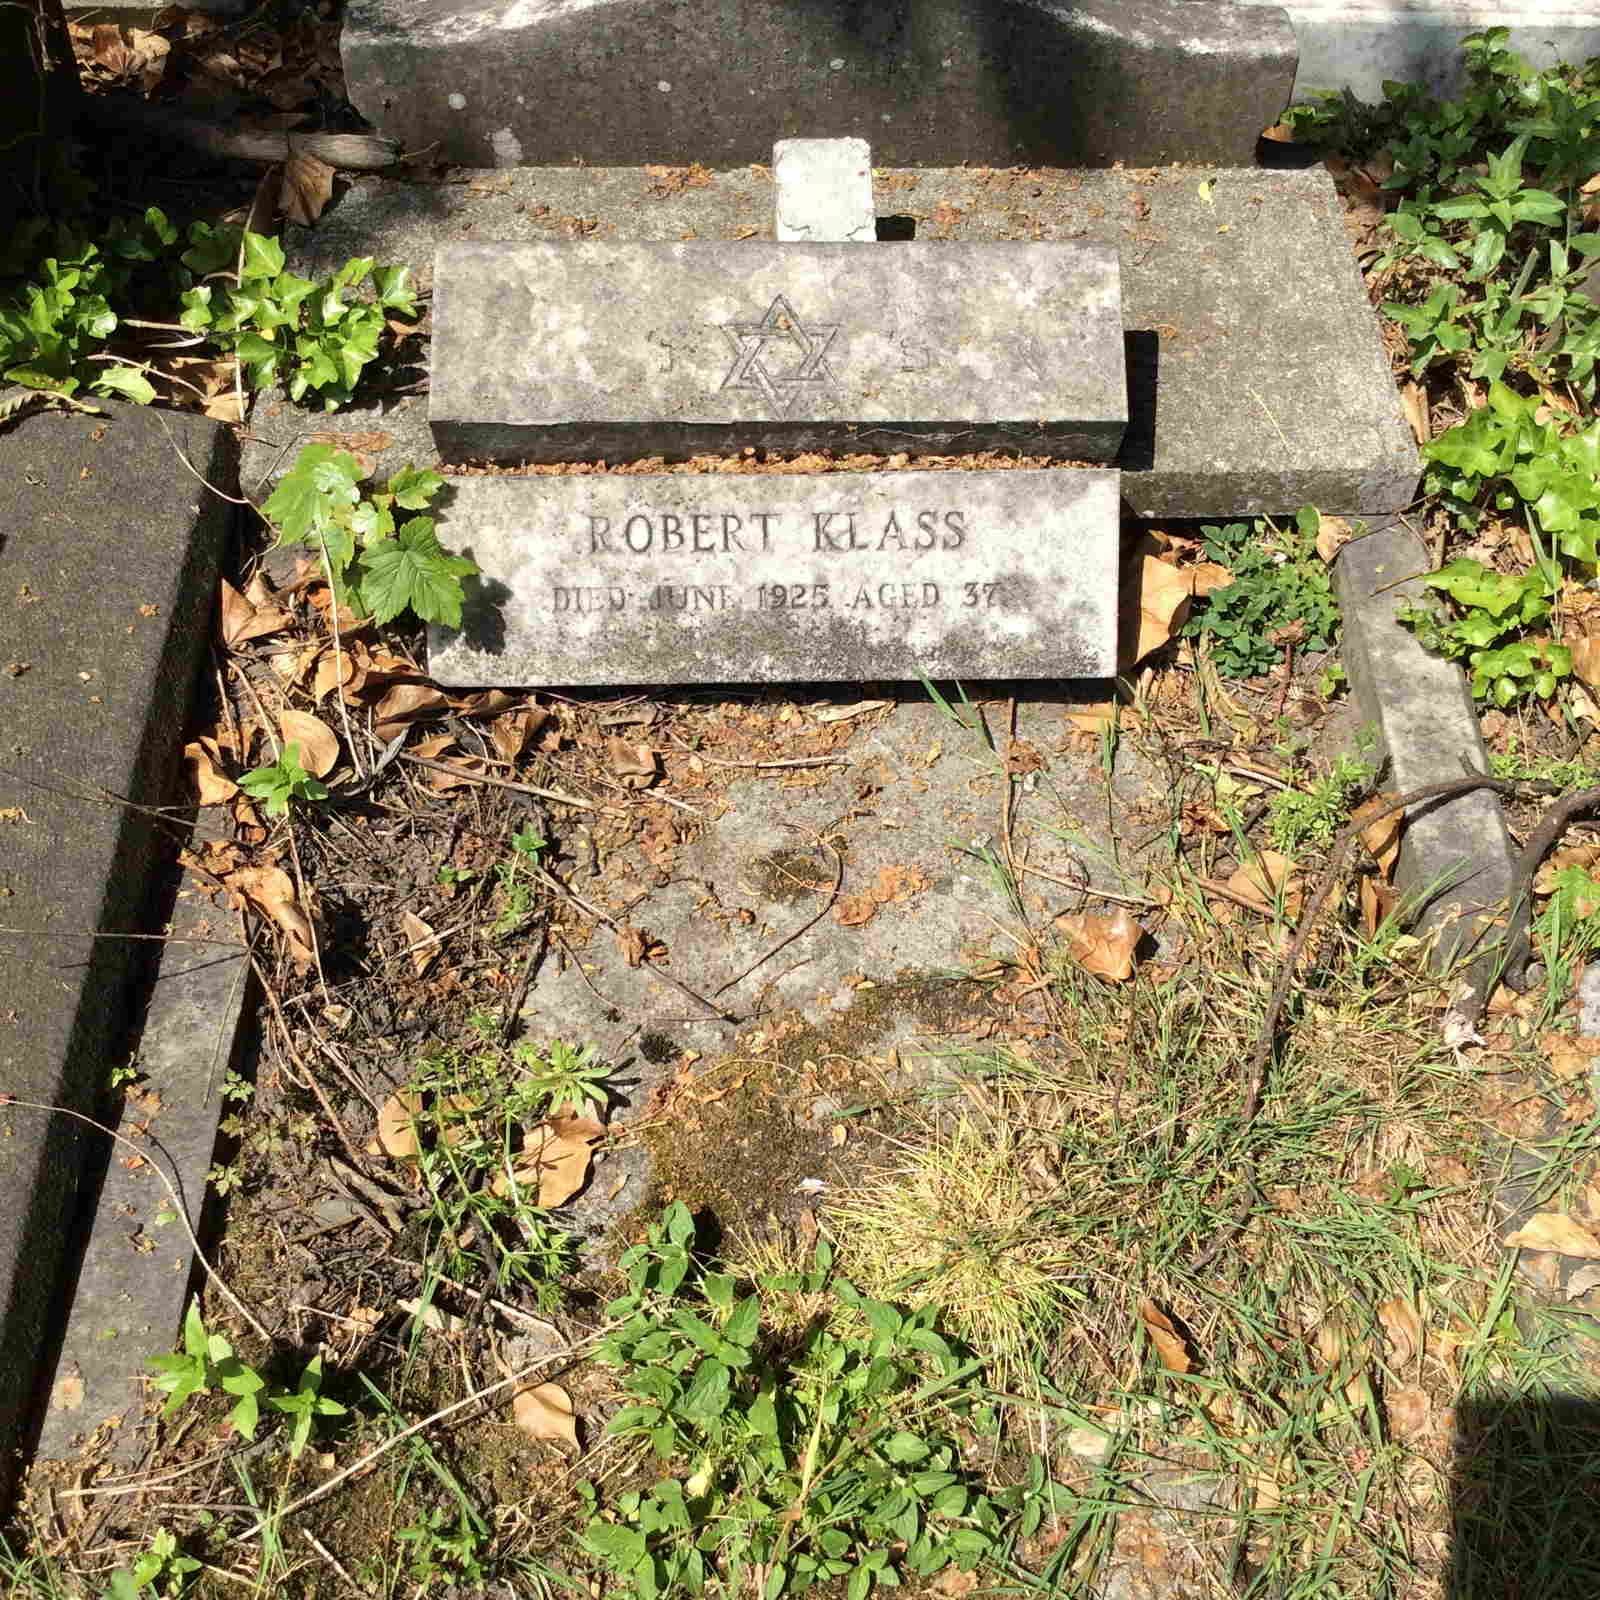 ROBERT KLASS
DIED JUNE 1925 AGED 37